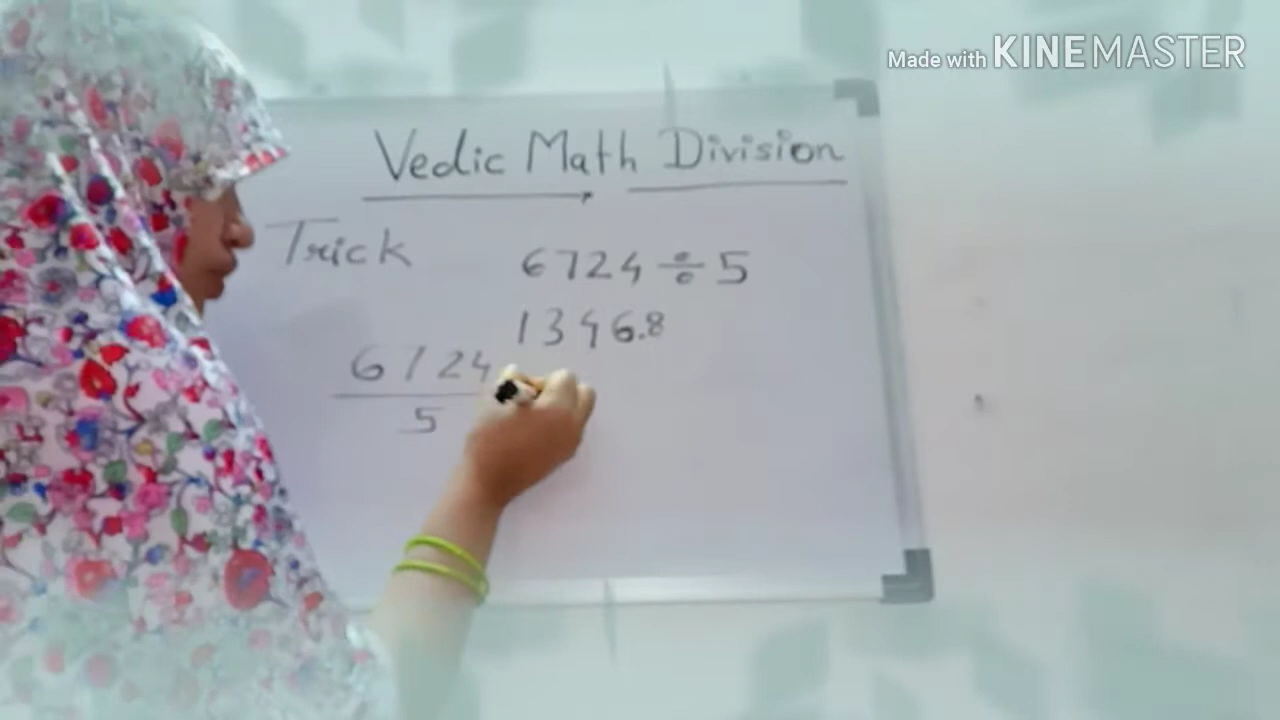 Made with KINEMASTER
Vedic Math Division
Trick
6724 ÷ 5
1346.8
6724
5